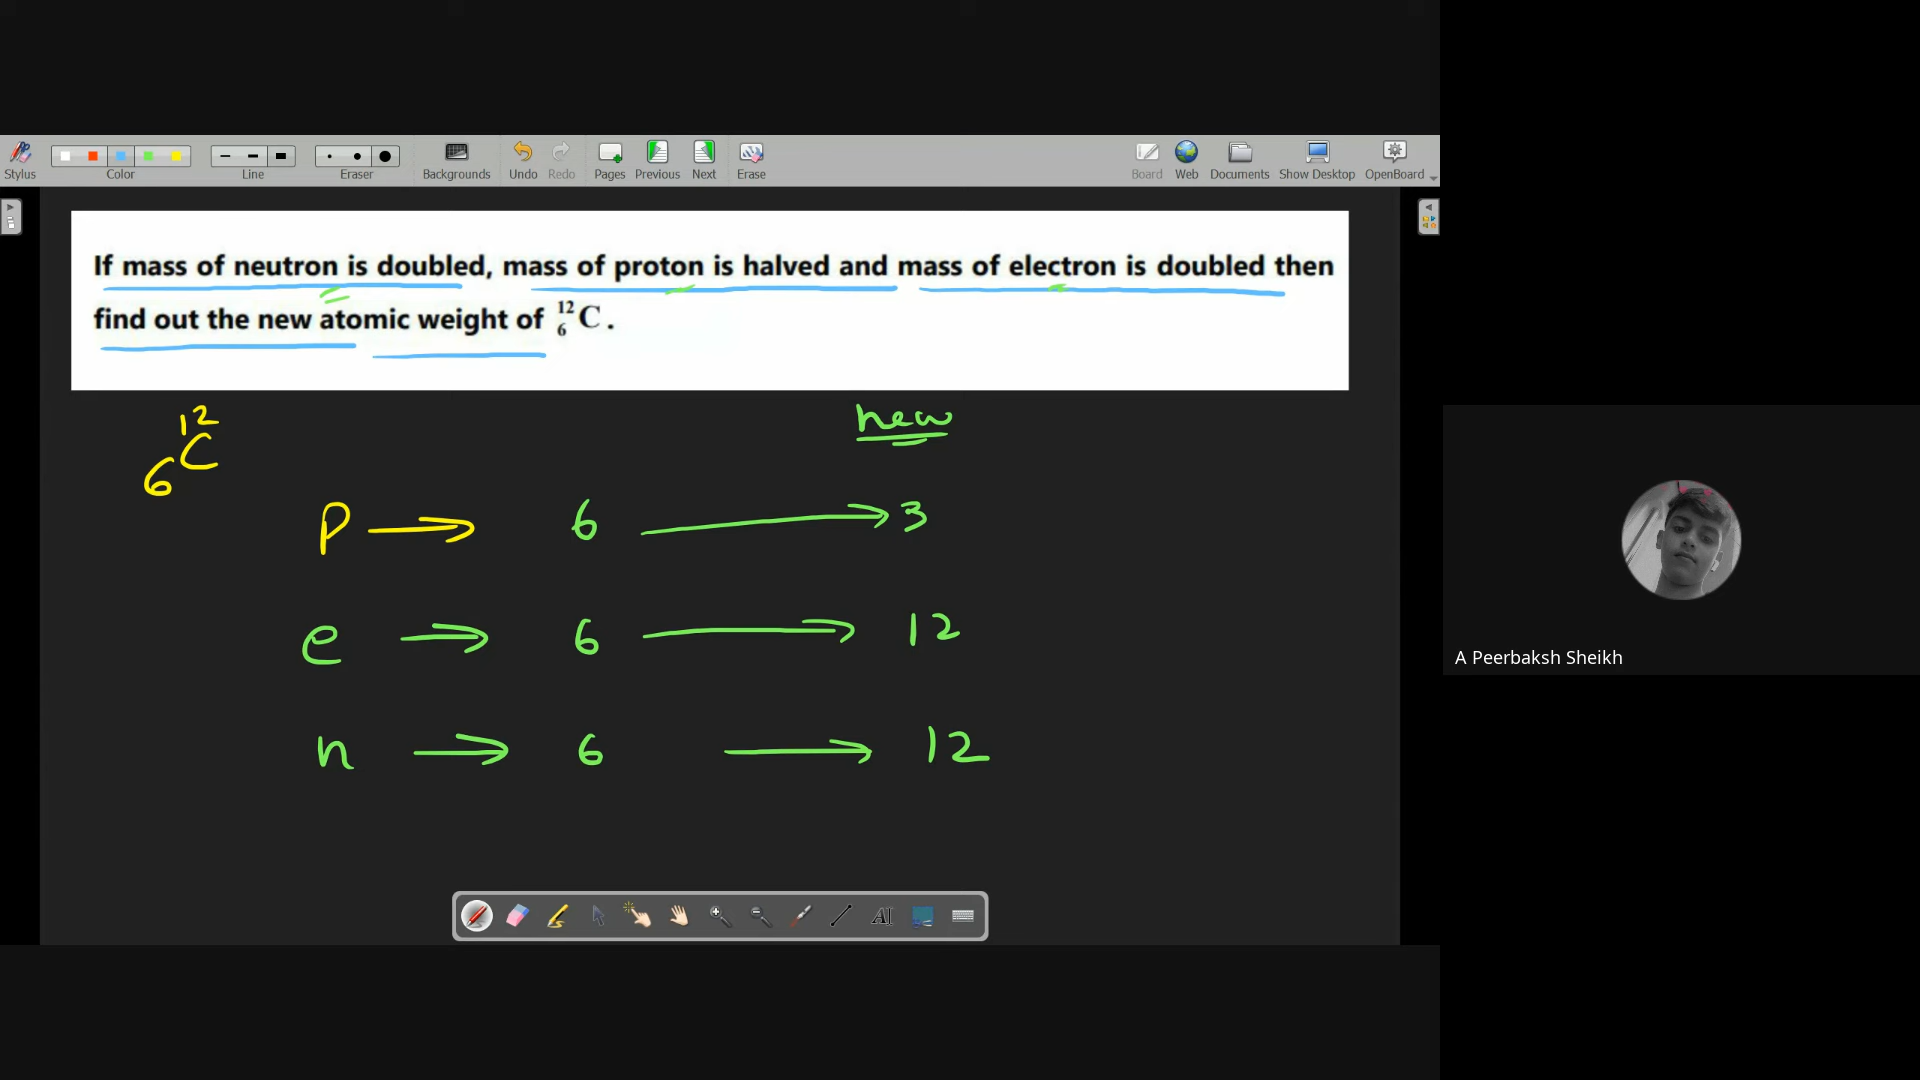 Stylus Color Line Eraser Backgrounds Undo Redo Pages Previous Next Erase Board Web Documents Show Desktop OpenBoard
If mass of neutron is doubled, mass of proton is halved and mass of electron is doubled then
find out the new atomic weight of ¹²₆C .
new
12
6 C
P → 6 → 3
e → 6 → 12
n → 6 → 12
A Peerbaksh Sheikh